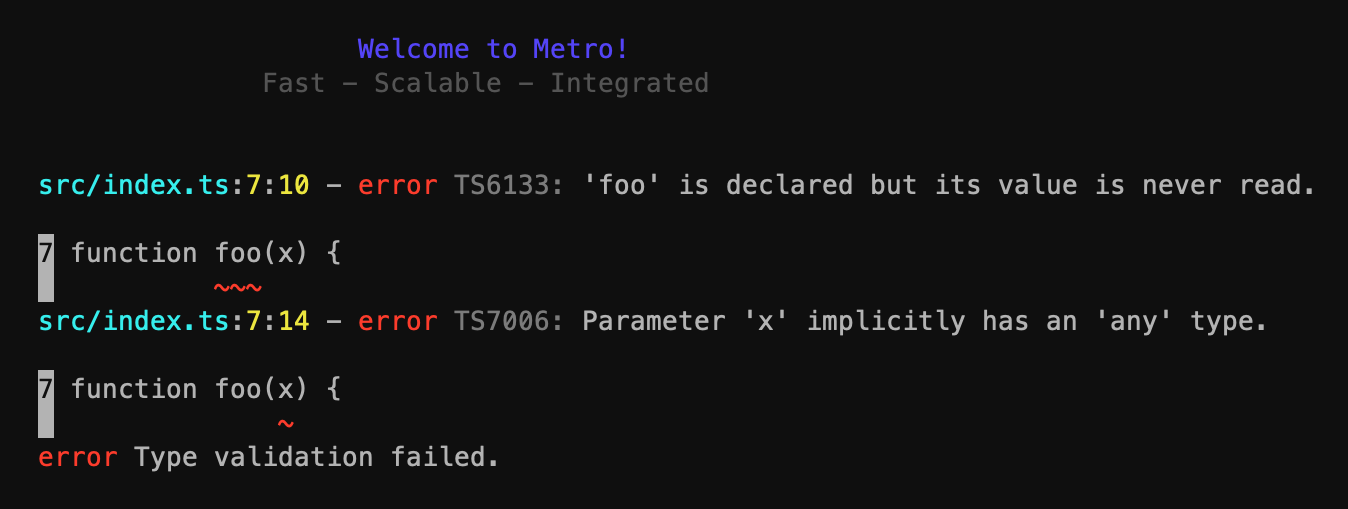 Welcome to Metro!
Fast - Scalable - Integrated
src/index.ts:7:10 - error TS6133: 'foo' is declared but its value is never read.
7 function foo(x) {
~~~
src/index.ts:7:14 - error TS7006: Parameter 'x' implicitly has an 'any' type.
7 function foo(x) {
~
error Type validation failed.